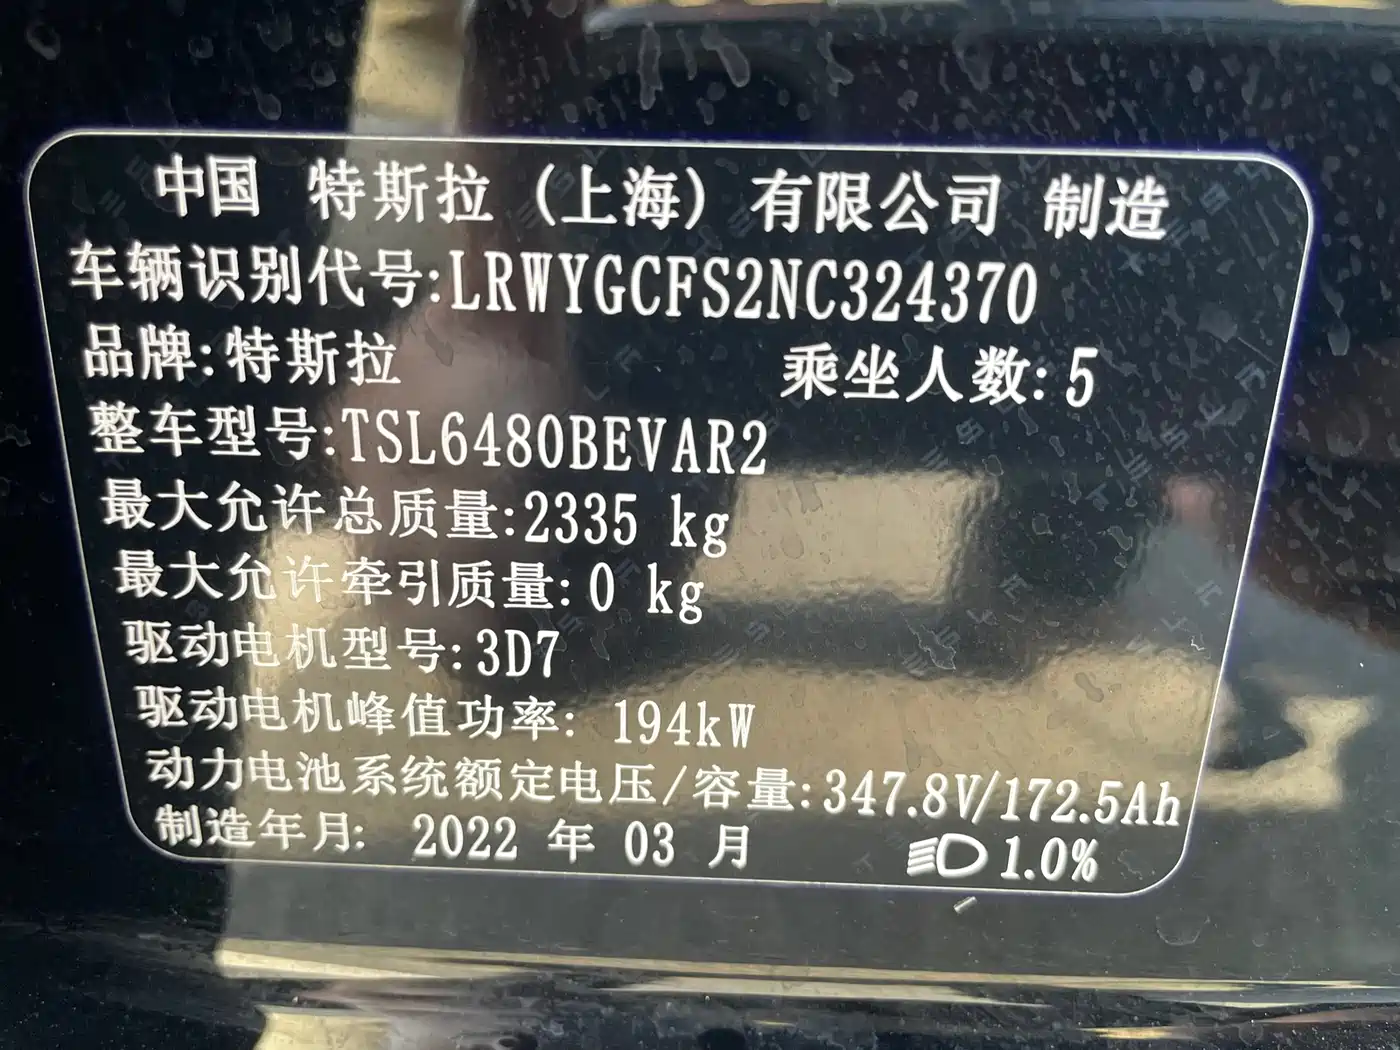 中国 特斯拉（上海）有限公司 制造
车辆识别代号:LRWYGCFS2NC324370
品牌:特斯拉 乘坐人数:5
整车型号:TSL6480BEVAR2
最大允许总质量:2335 kg
最大允许牵引质量:0 kg
驱动电机型号:3D7
驱动电机峰值功率: 194kW
动力电池系统额定电压/容量:347.8V/172.5Ah
制造年月: 2022 年 03 月 1.0%